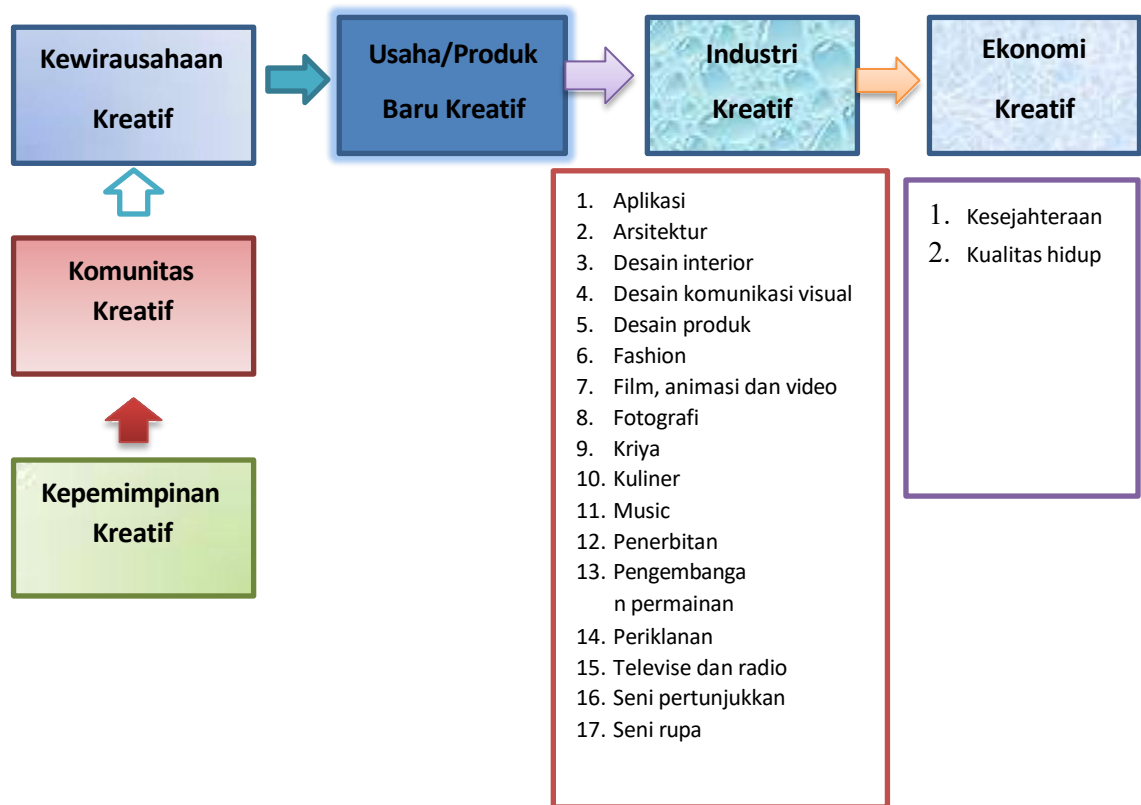 Kewirausahaan
Kreatif
Usaha/Produk
Baru Kreatif
Industri
Kreatif
Ekonomi
Kreatif
Komunitas
Kreatif
Kepemimpinan
Kreatif
1. Aplikasi
2. Arsitektur
3. Desain interior
4. Desain komunikasi visual
5. Desain produk
6. Fashion
7. Film, animasi dan video
8. Fotografi
9. Kriya
10. Kuliner
11. Music
12. Penerbitan
13. Pengembanga
n permainan
14. Periklanan
15. Televise dan radio
16. Seni pertunjukkan
17. Seni rupa
1. Kesejahteraan
2. Kualitas hidup